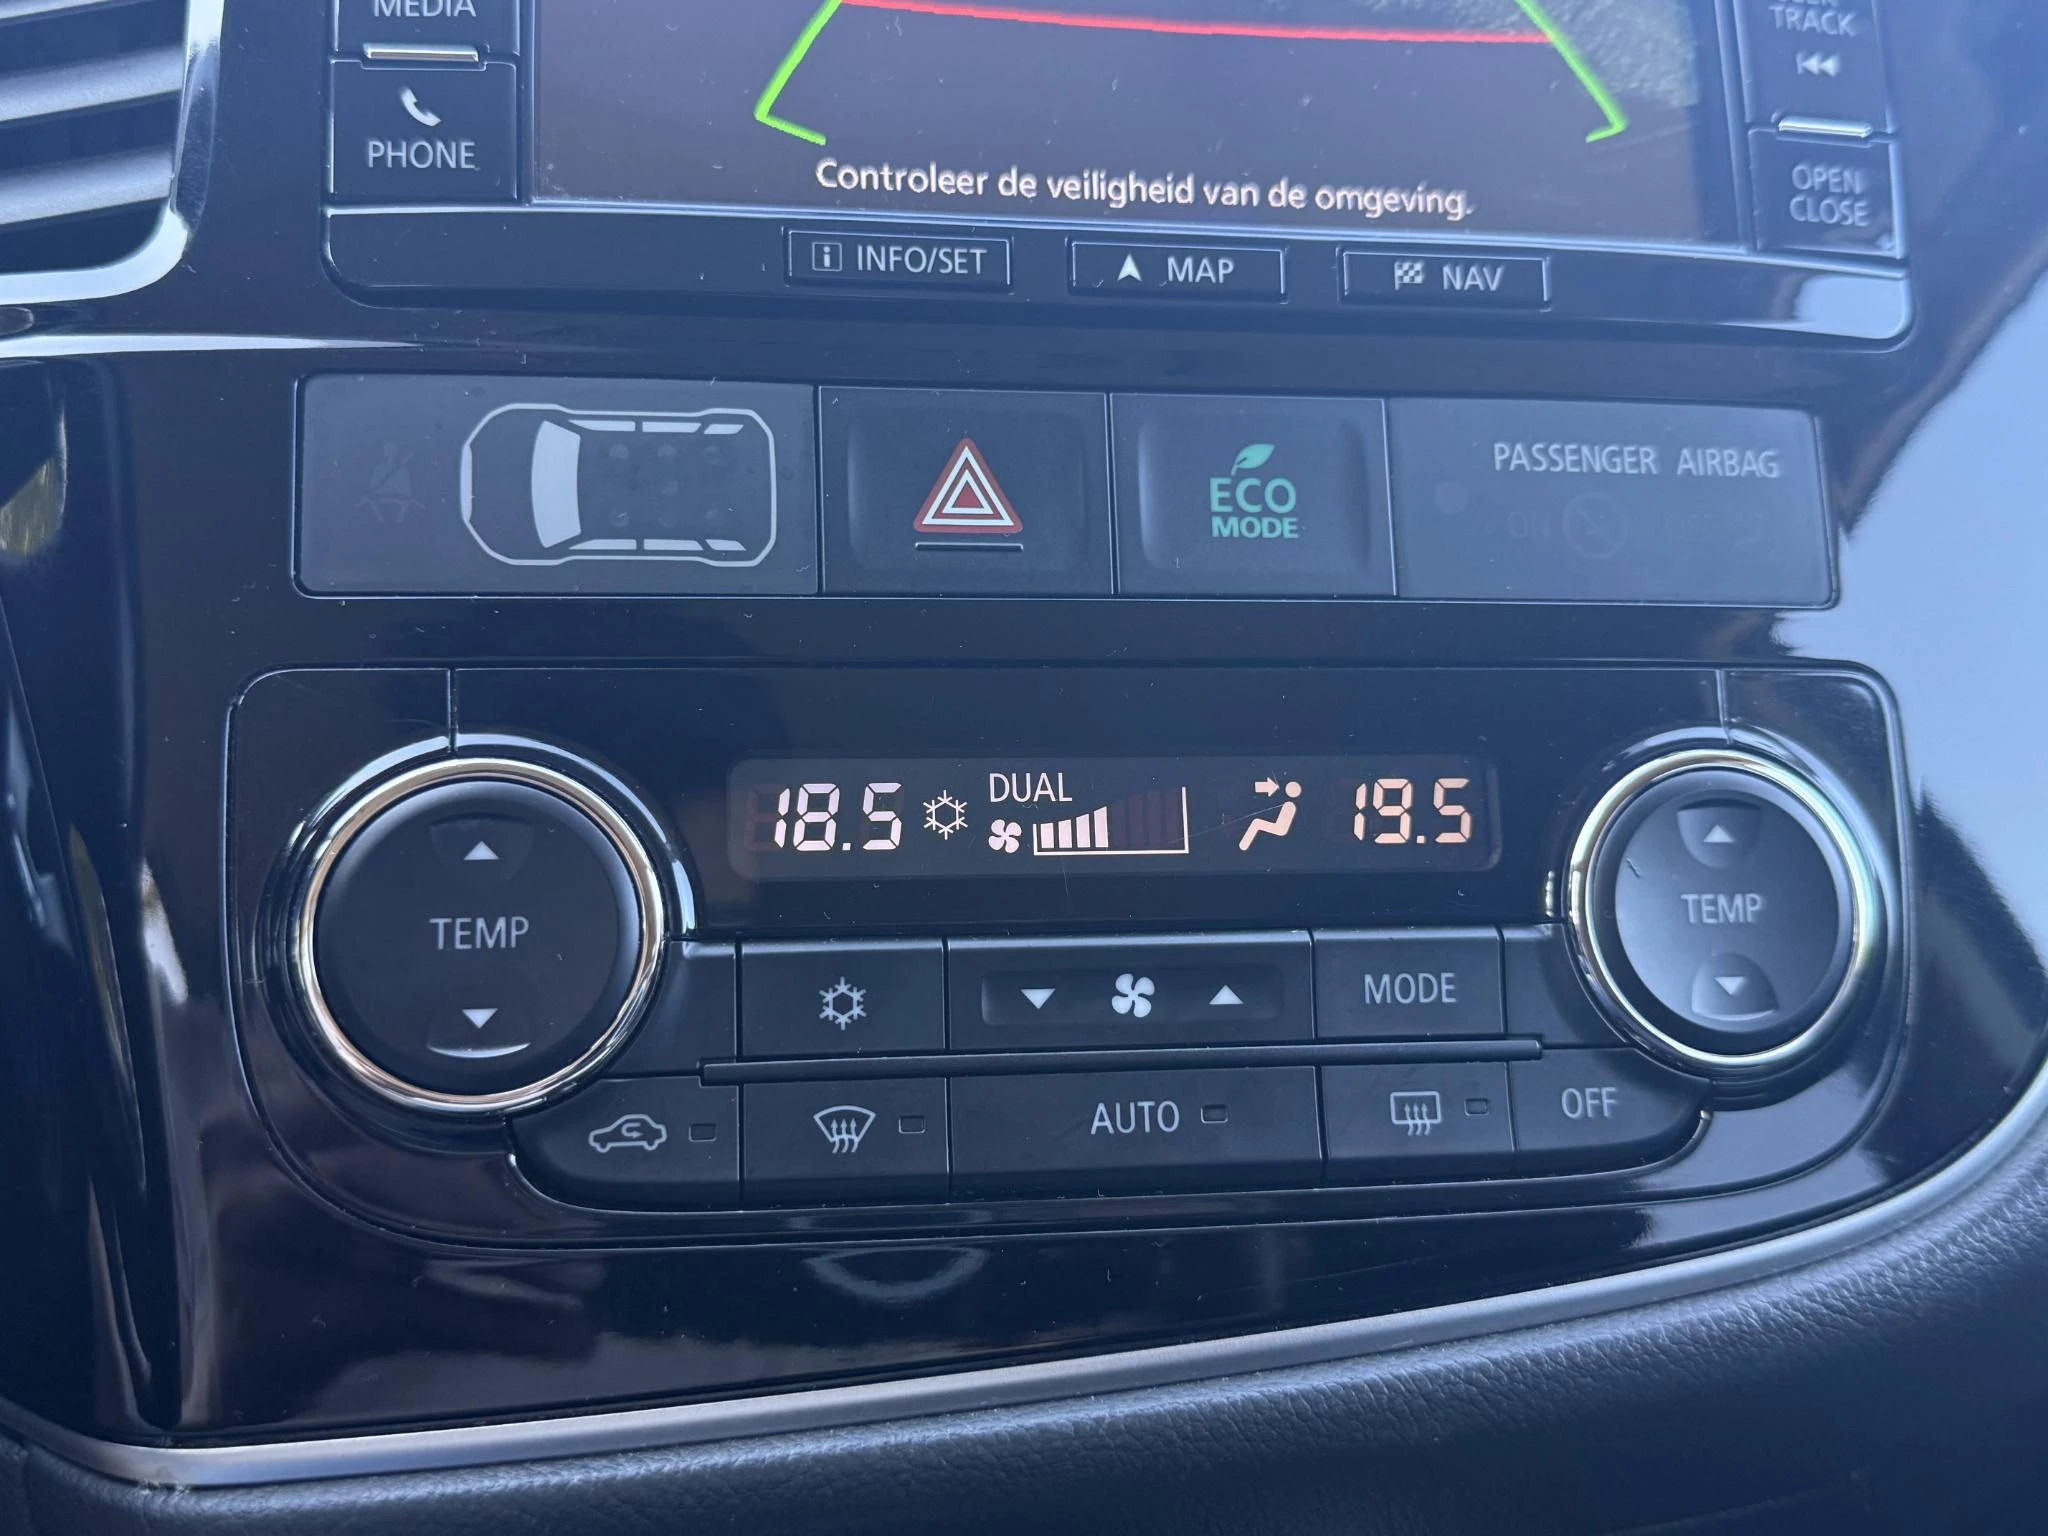 MEDIA
PHONE
TRACK
OPEN
CLOSE
Controleer de veiligheid van de omgeving.
INFO/SET
MAP
NAV
ECO
MODE
PASSENGER AIRBAG
18.5
DUAL
19.5
TEMP
TEMP
MODE
AUTO
OFF